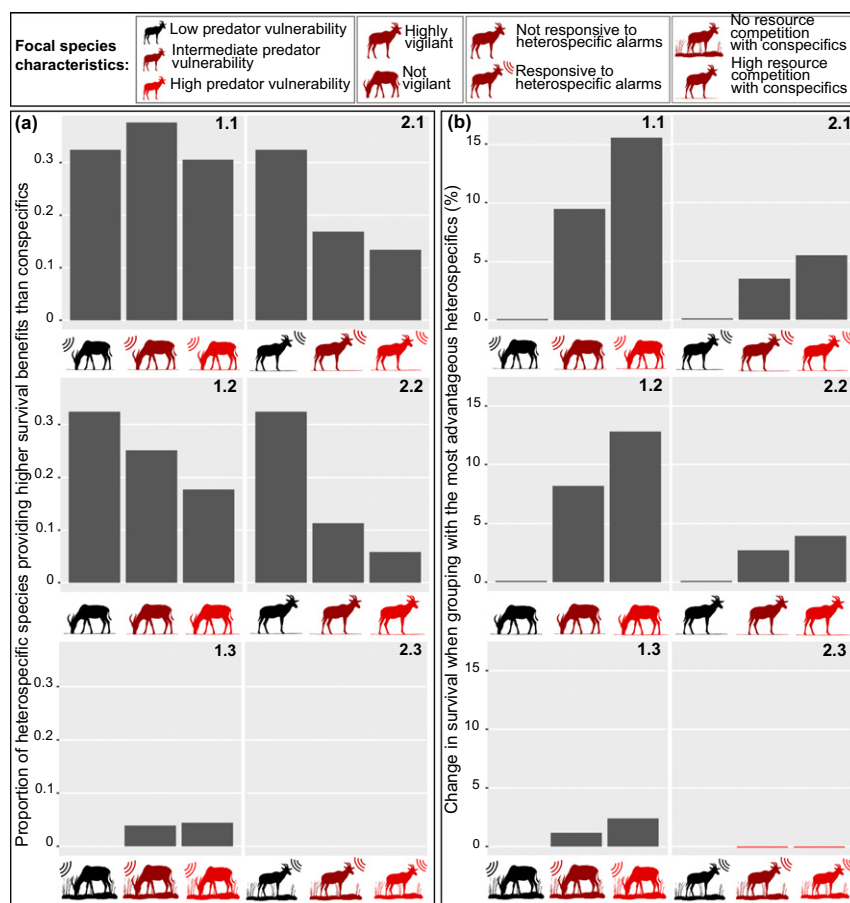 Focal species
characteristics:
Low predator vulnerability
Intermediate predator
vulnerability
High predator vulnerability
Highly
vigilant
Not
vigilant
Not responsive to
heterospecific alarms
Responsive to
heterospecific alarms
No resource
competition
with conspecifics
High resource
competition
with conspecifics
(a)
Proportion of heterospecific species providing higher survival benefits than conspecifics
1.1
2.1
0.3
0.2
0.1
0
1.2
2.2
0.3
0.2
0.1
0
1.3
2.3
0.3
0.2
0.1
0
(b)
Change in survival when grouping with the most advantageous heterospecifics (%)
1.1
2.1
15
10
5
0
1.2
2.2
15
10
5
0
1.3
2.3
15
10
5
0